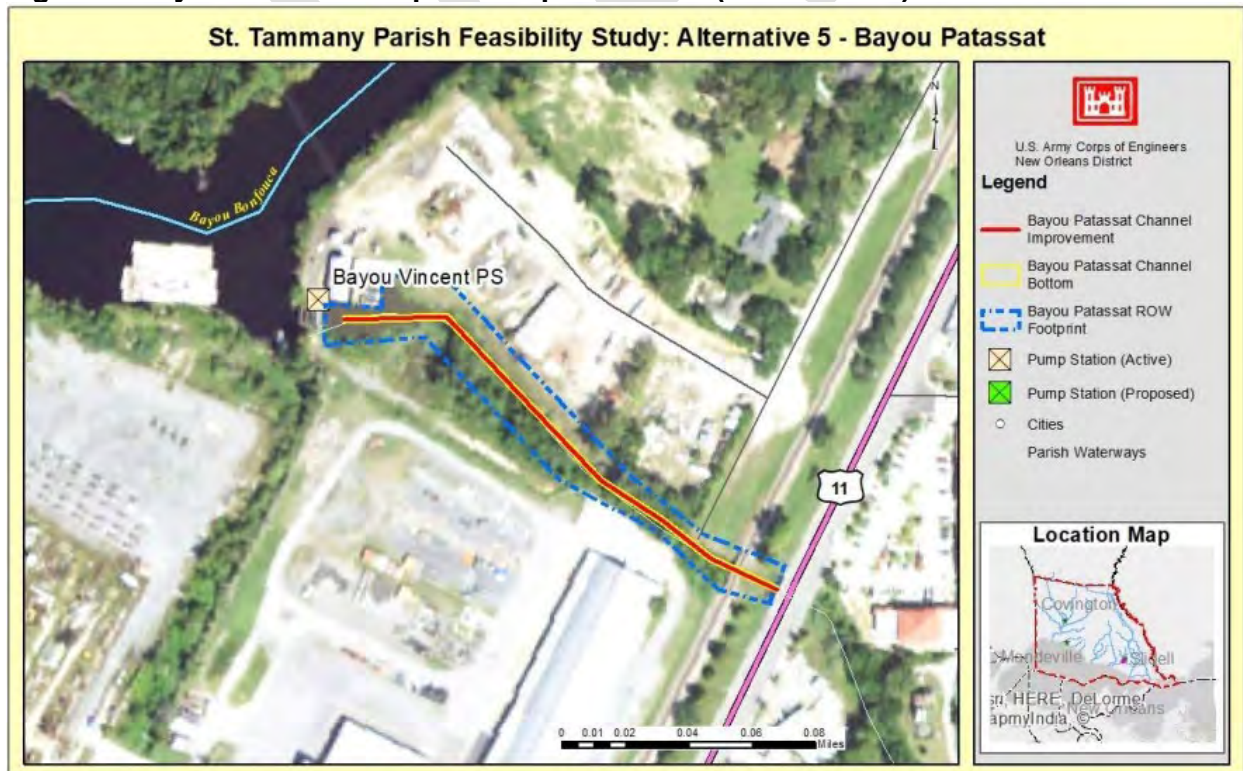 St. Tammany Parish Feasibility Study: Alternative 5 - Bayou Patassat
Bayou Bonfouca
Bayou Vincent PS
N
11
0 0.01 0.02 0.04 0.06 0.08
Miles
U.S. Army Corps of Engineers
New Orleans District
Legend
Bayou Patassat Channel
Improvement
Bayou Patassat Channel
Bottom
Bayou Patassat ROW
Footprint
Pump Station (Active)
Pump Station (Proposed)
Cities
Parish Waterways
Location Map
Covington
Mandeville
Slidell
HERE, DeLorme
New Orleans
apmyIndia, ©